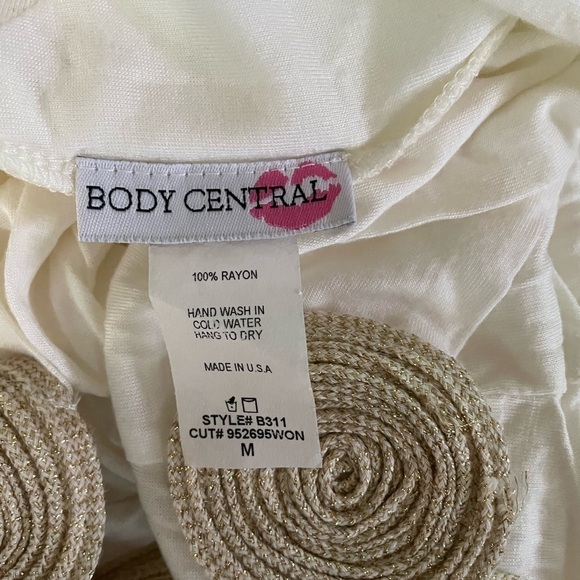 BODY CENTRAL
100% RAYON
HAND WASH IN
COLD WATER
HANG TO DRY
MADE IN U.S.A
STYLE# B311
CUT# 952695WON
M